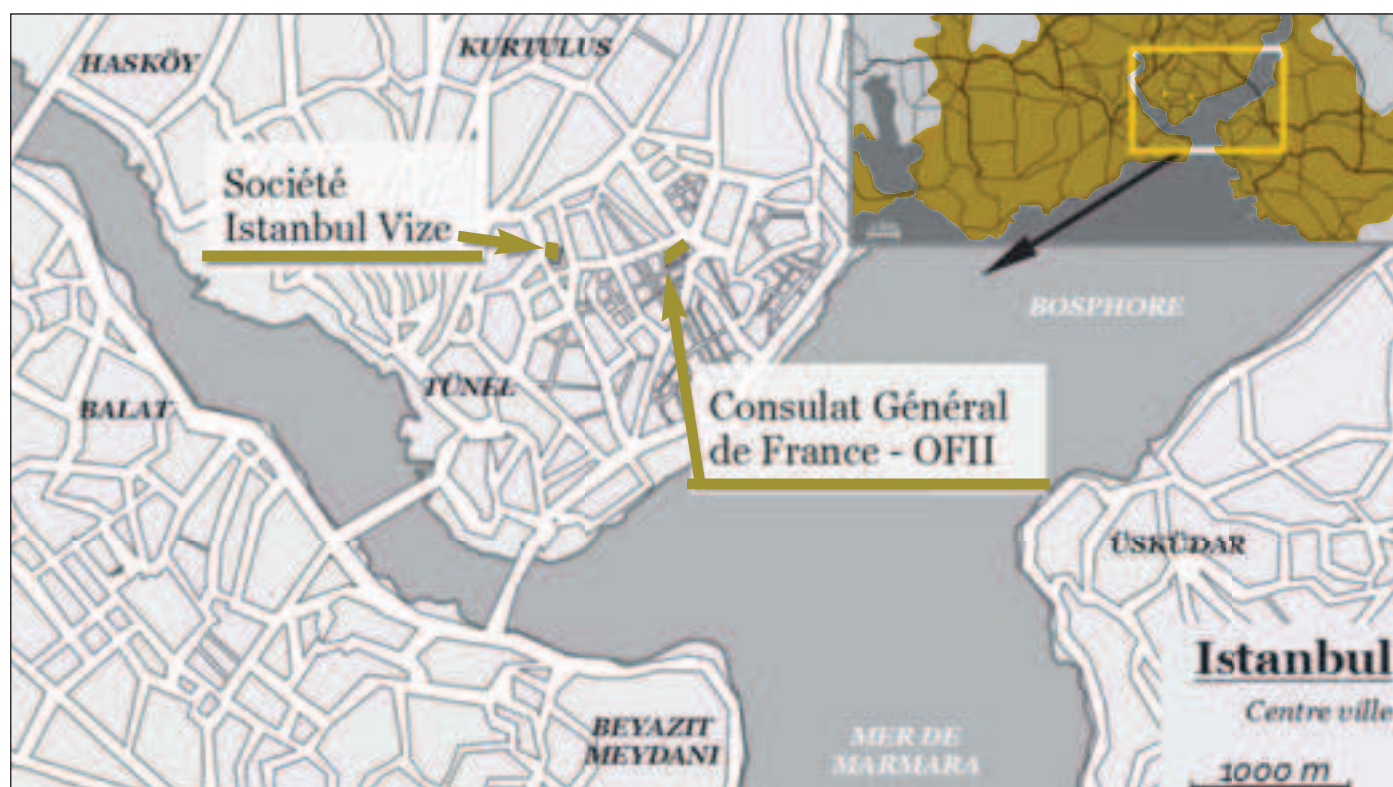 HASKÖY
KURTULUS
Société
Istanbul Vize
BOSPHORE
TÜNEL
BALAT
Consulat Général
de France - OFII
ÜSKÜDAR
Istanbul
Centre ville
BEYAZIT
MEYDANI
MER DE
MARMARA
1000 m